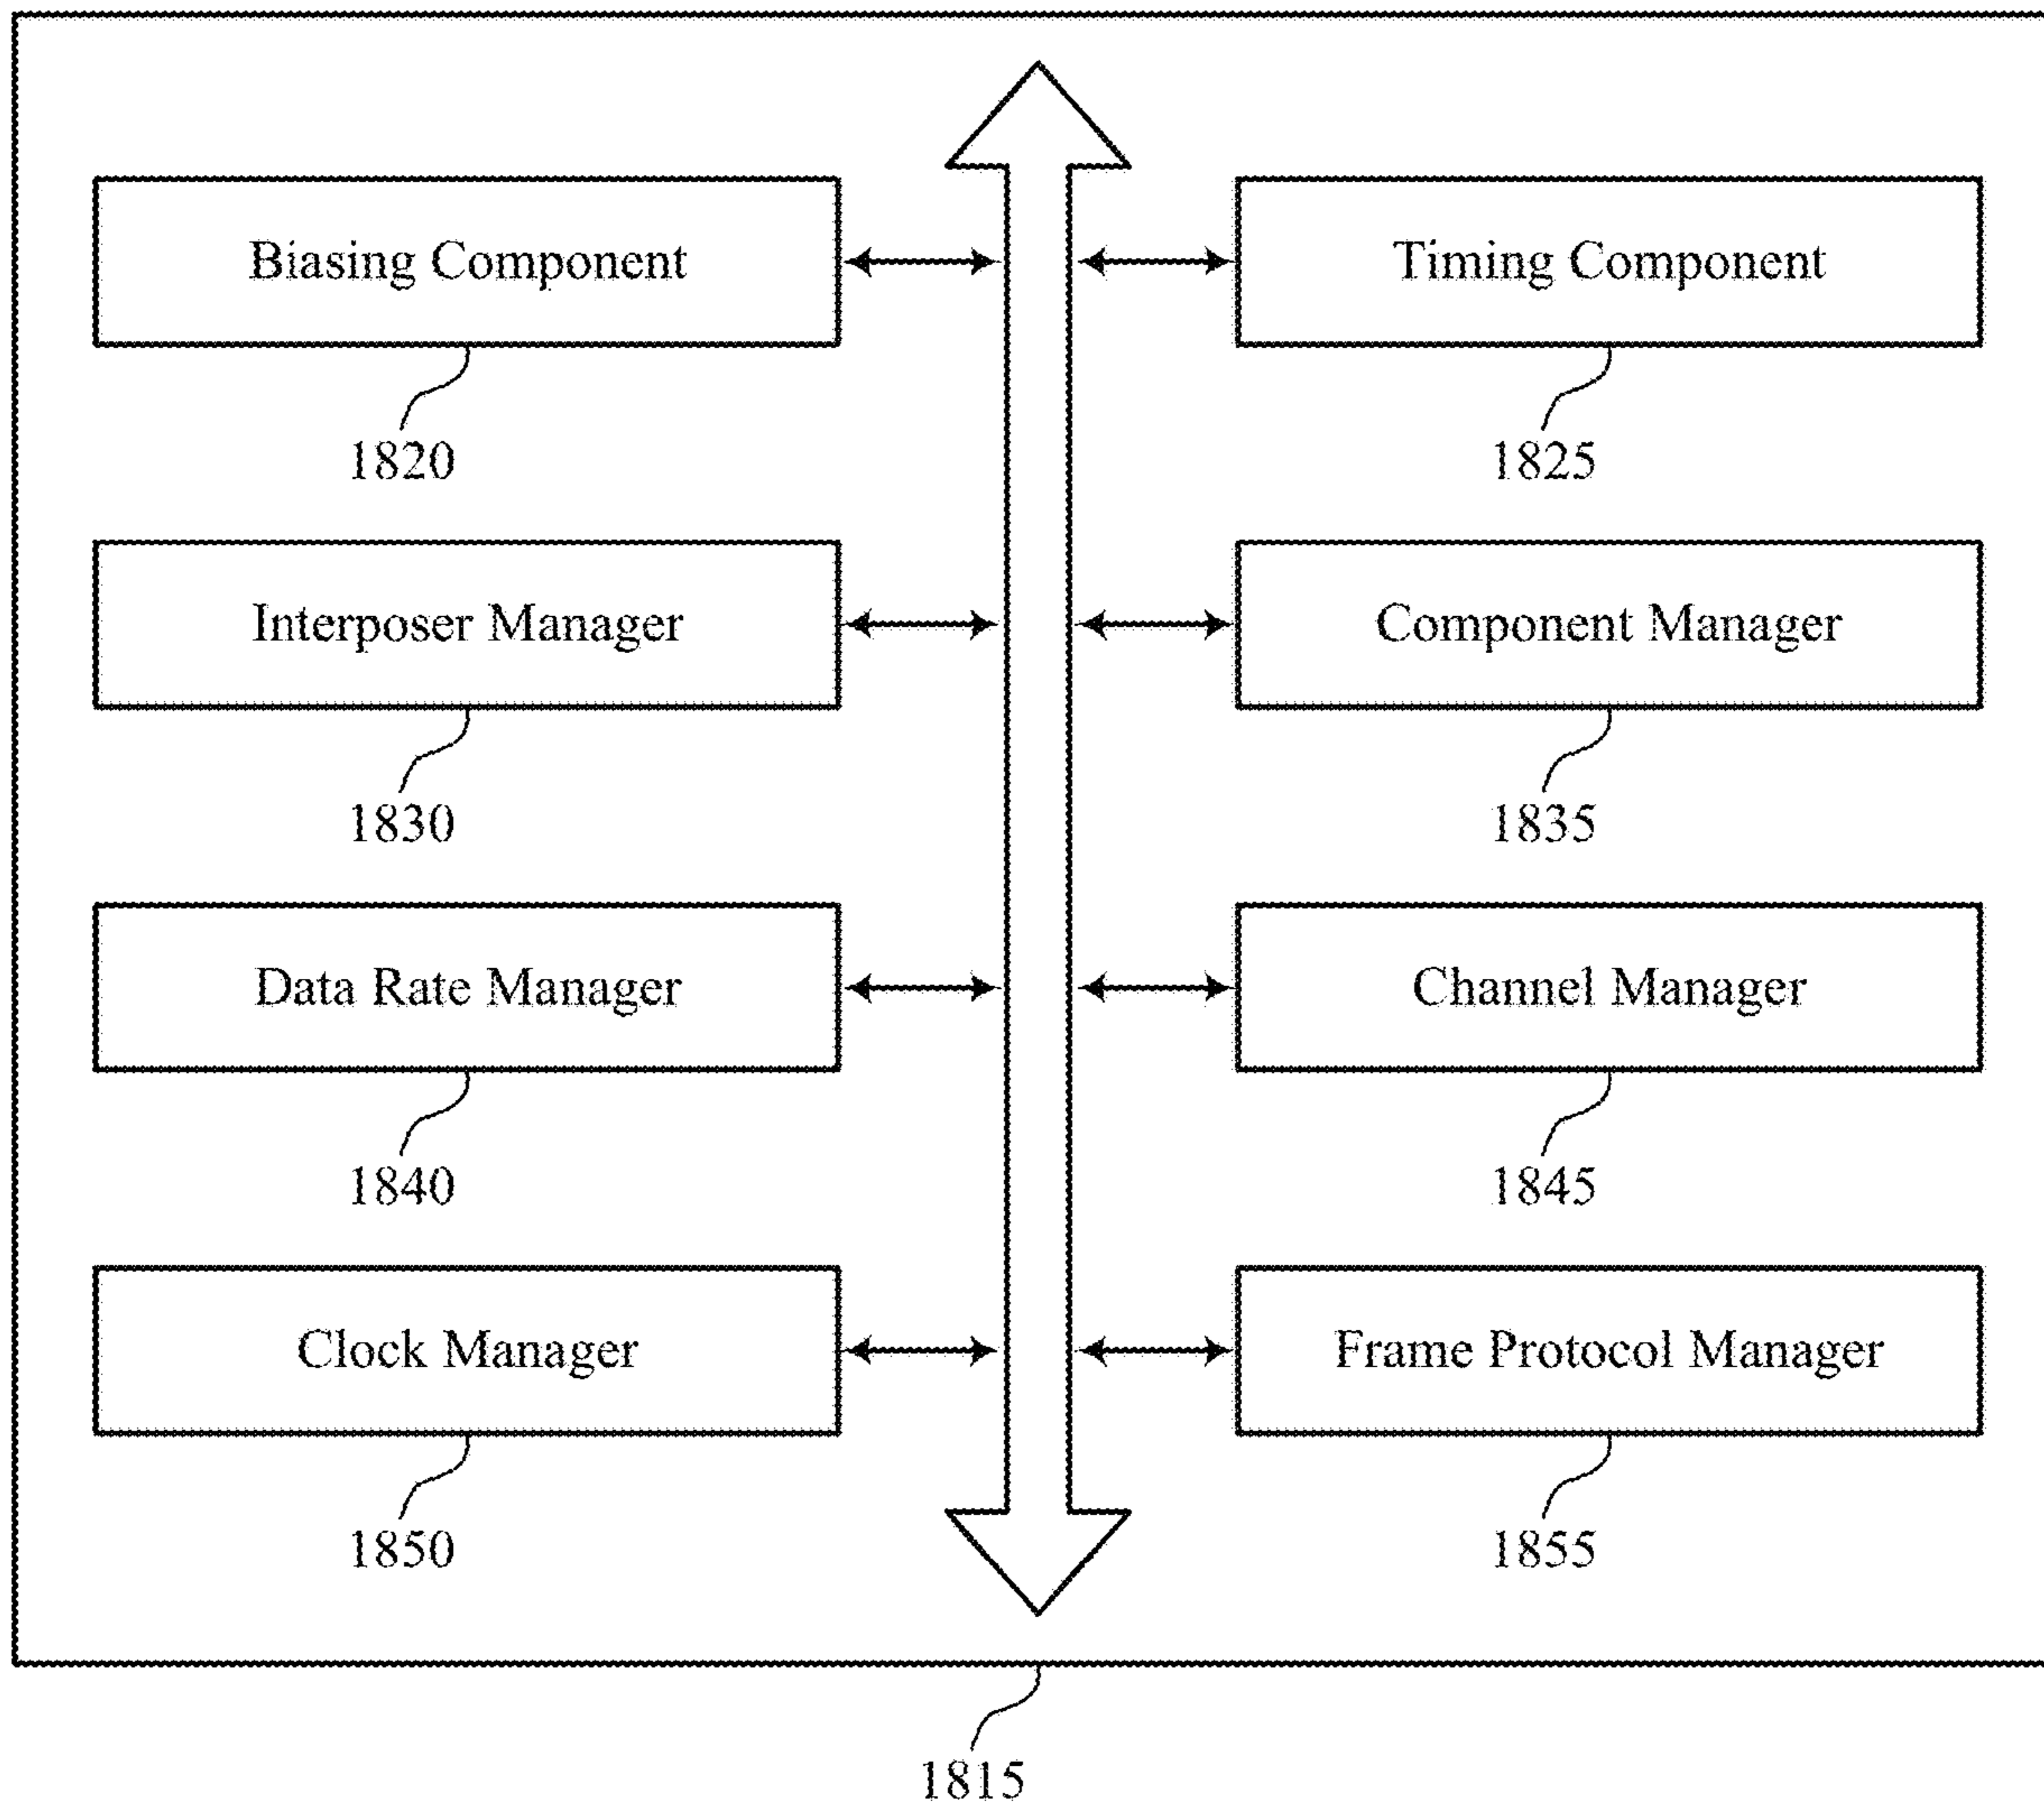 Biasing Component
Timing Component
1820
1825
Interposer Manager
Component Manager
1830
1835
Data Rate Manager
Channel Manager
1840
1845
Clock Manager
Frame Protocol Manager
1850
1855
1815